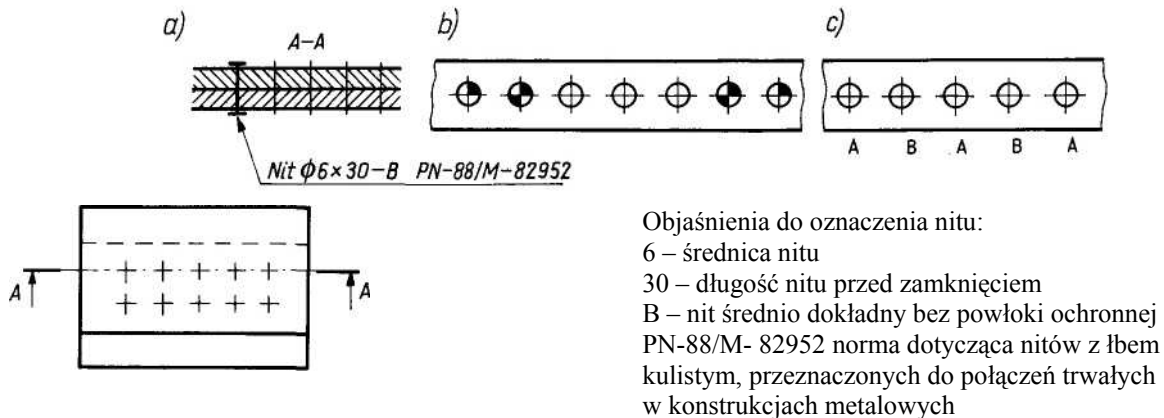 a)
A-A
b)
c)
A B A B A
Nit ϕ6×30-B PN-88/M-82952
A A
Objaśnienia do oznaczenia nitu:
6 – średnica nitu
30 – długość nitu przed zamknięciem
B – nit średnio dokładny bez powłoki ochronnej
PN-88/M- 82952 norma dotycząca nitów z łbem
kulistym, przeznaczonych do połączeń trwałych
w konstrukcjach metalowych